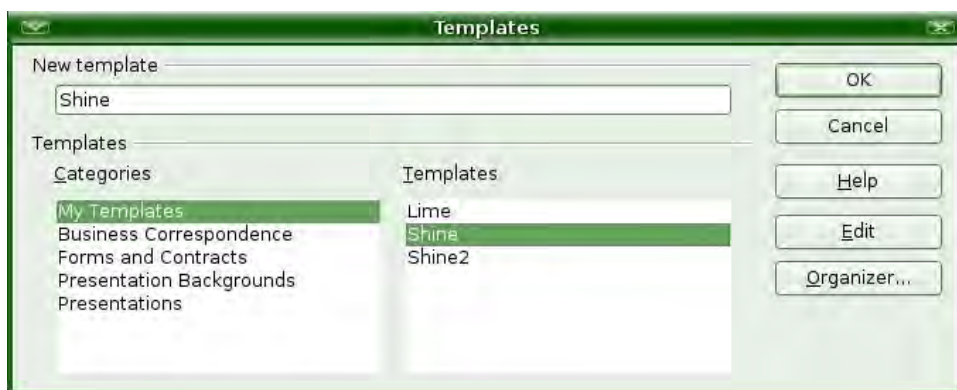 Templates
New template
Shine
Templates
Categories
My Templates
Business Correspondence
Forms and Contracts
Presentation Backgrounds
Presentations
Templates
Lime
Shine
Shine2
OK
Cancel
Help
Edit
Organizer...